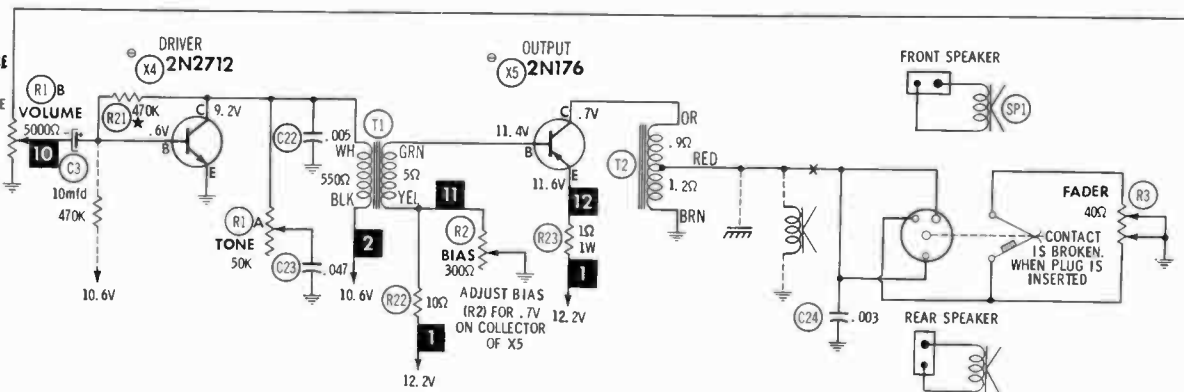 DRIVER
⊖ X4 2N2712
OUTPUT
⊖ X5 2N176
FRONT SPEAKER
SP1
E
R1 B
VOLUME
5000Ω
10
C3
10mfd
470K
10.6V
R21
470K
★
.6V
B
C
9.2V
E
C22
.005
T1
WH
550Ω
BLK
GRN
5Ω
YEL
2
10.6V
R1 A
TONE
50K
C23
.047
11
R2
BIAS
300Ω
R22
10Ω
1
12.2V
ADJUST BIAS
(R2) FOR .7V
ON COLLECTOR
OF X5
11.4V
B
C
.7V
E
11.6V
12
R23
1Ω
1W
1
12.2V
T2
OR
.9Ω
RED
1.2Ω
BRN
X
C24
.003
FADER
R3
40Ω
CONTACT
IS BROKEN.
WHEN PLUG IS
INSERTED
REAR SPEAKER